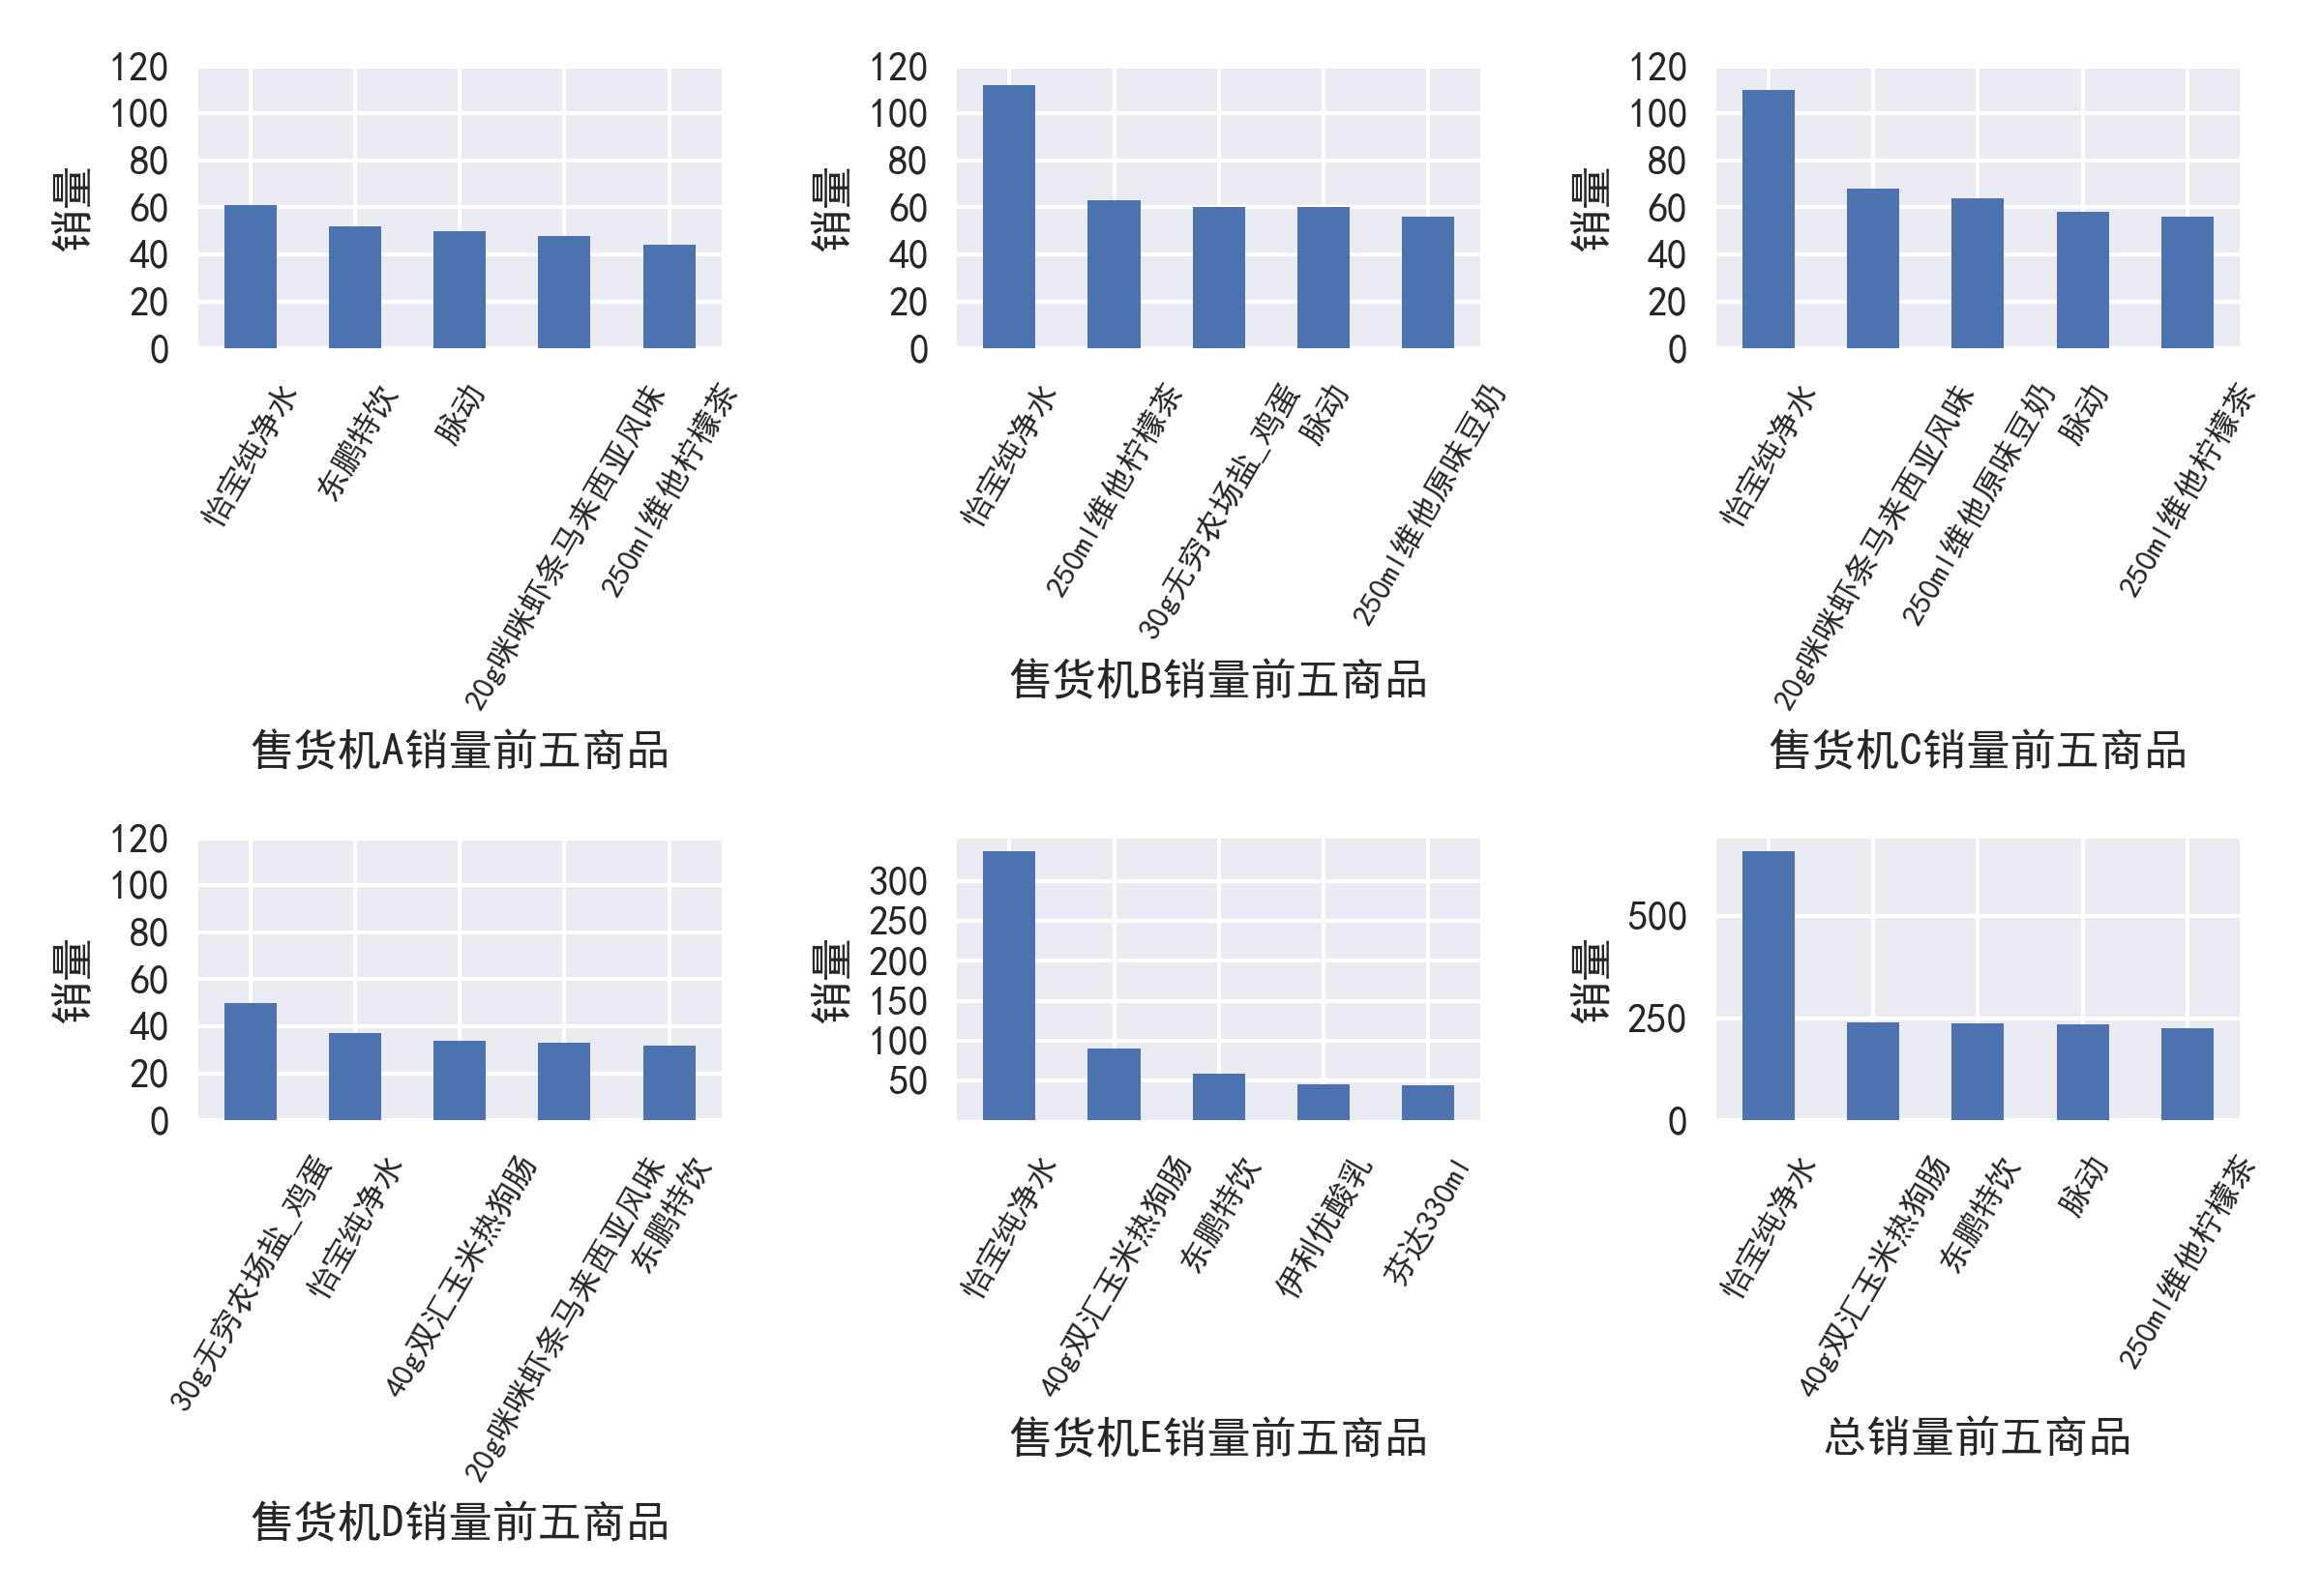 120
100
80
60
40
20
0
销量
怡宝纯净水
东鹏特饮
脉动
20g咪咪虾条马来西亚风味
250ml维他柠檬茶
售货机A销量前五商品
120
100
80
60
40
20
0
销量
怡宝纯净水
250ml维他柠檬茶
30g无穷农场盐_鸡蛋
脉动
250ml维他原味豆奶
售货机B销量前五商品
120
100
80
60
40
20
0
销量
怡宝纯净水
20g咪咪虾条马来西亚风味
250ml维他原味豆奶
脉动
250ml维他柠檬茶
售货机C销量前五商品
120
100
80
60
40
20
0
销量
30g无穷农场盐_鸡蛋
怡宝纯净水
40g双汇玉米热狗肠
20g咪咪虾条马来西亚风味
东鹏特饮
售货机D销量前五商品
300
250
200
150
100
50
销量
怡宝纯净水
40g双汇玉米热狗肠
东鹏特饮
伊利优酸乳
芬达330ml
售货机E销量前五商品
500
250
0
销量
怡宝纯净水
40g双汇玉米热狗肠
东鹏特饮
脉动
250ml维他柠檬茶
总销量前五商品